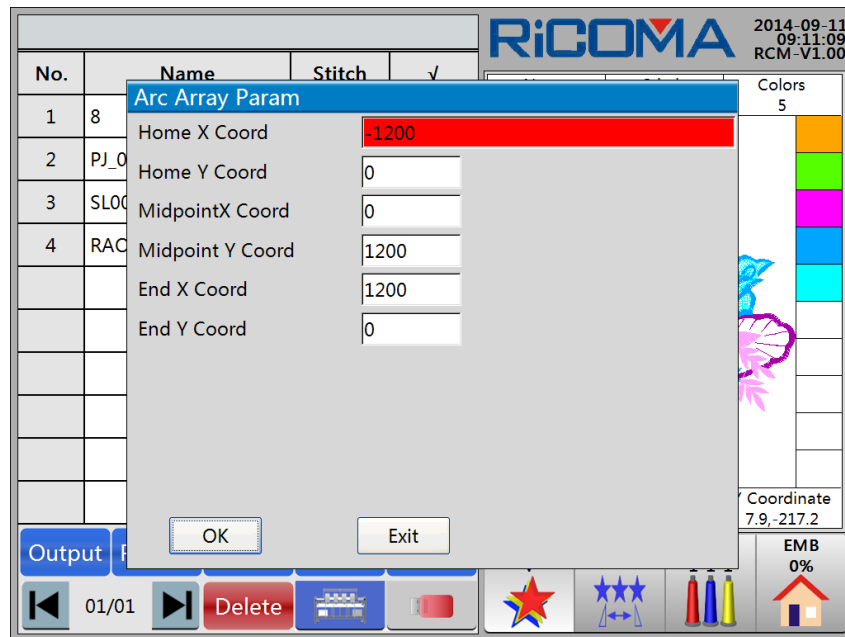 RiCOMA
2014-09-11
09:11:09
RCM-V1.00
No. Name Stitch √
Colors
5
1 8
2 PJ_0
3 SL00
4 RAC
Arc Array Param
Home X Coord -1200
Home Y Coord 0
MidpointX Coord 0
Midpoint Y Coord 1200
End X Coord 1200
End Y Coord 0
OK Exit
Coordinate
7.9,-217.2
Output
EMB
0%
01/01 Delete